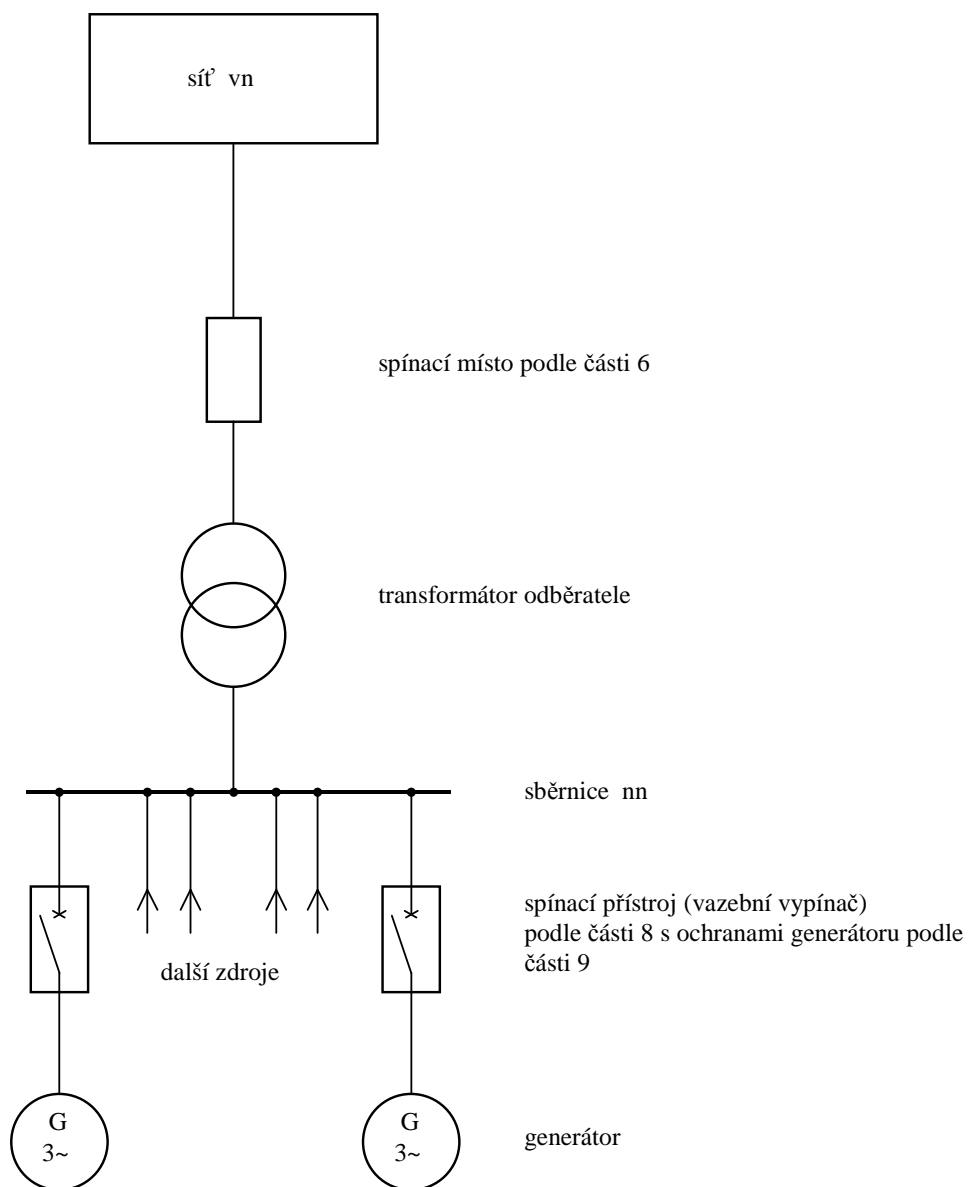 síť vn
spínací místo podle části 6
transformátor odběratele
sběrnice nn
spínací přístroj (vazební vypínač)
podle části 8 s ochranami generátoru podle
části 9
další zdroje
G
3~
G
3~
generátor